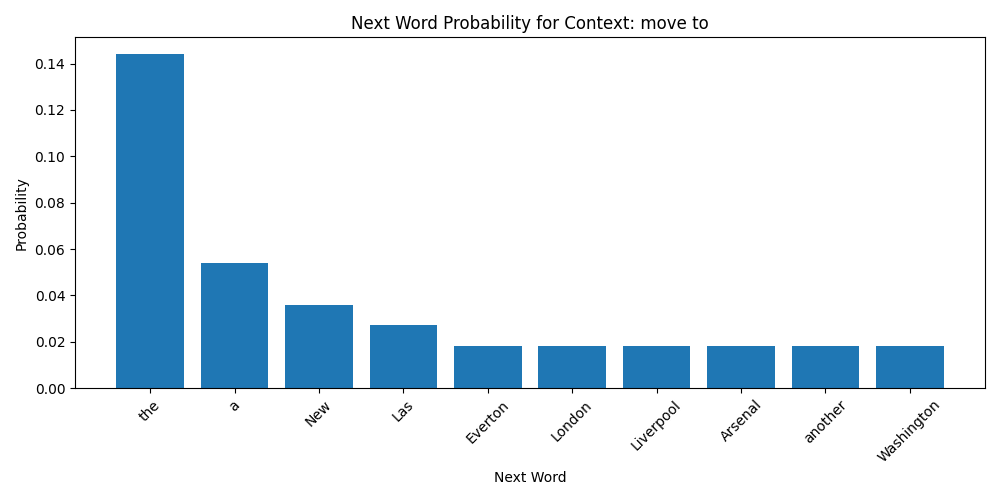 Next Word Probability for Context: move to
0.14
0.12
0.10
0.08
0.06
0.04
0.02
0.00
Probability
the
a
New
Las
Everton
London
Liverpool
Arsenal
another
Washington
Next Word